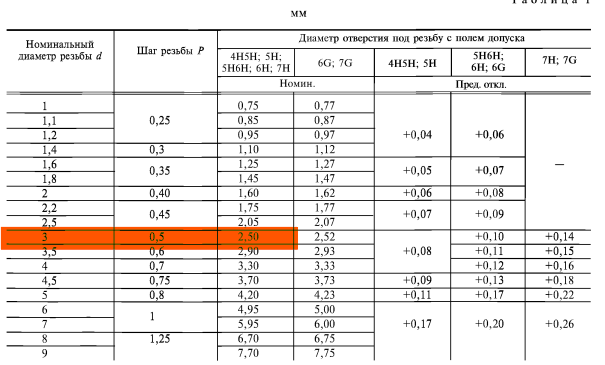 Таблица 1
мм
Номинальный диаметр резьбы d | Шаг резьбы P | Диаметр отверстия под резьбу с полем допуска
4H5H; 5H; 5H6H; 6H; 7H | 6G; 7G | 4H5H; 5H | 5H6H; 6H; 6G | 7H; 7G
Номин. | Пред. откл.
1 | 0,25 | 0,75 | 0,77 | +0,04 | +0,06 | —
1,1 | 0,85 | 0,87
1,2 | 0,95 | 0,97
1,4 | 0,3 | 1,10 | 1,12
1,6 | 0,35 | 1,25 | 1,27 | +0,05 | +0,07
1,8 | 1,45 | 1,47
2 | 0,40 | 1,60 | 1,62 | +0,06 | +0,08
2,2 | 0,45 | 1,75 | 1,77 | +0,07 | +0,09
2,5 | 2,05 | 2,07
3 | 0,5 | 2,50 | 2,52 | +0,08 | +0,10 | +0,14
3,5 | 0,6 | 2,90 | 2,93 | +0,11 | +0,15
4 | 0,7 | 3,30 | 3,33 | +0,12 | +0,16
4,5 | 0,75 | 3,70 | 3,73 | +0,09 | +0,13 | +0,18
5 | 0,8 | 4,20 | 4,23 | +0,11 | +0,17 | +0,22
6 | 1 | 4,95 | 5,00 | +0,17 | +0,20 | +0,26
7 | 5,95 | 6,00
8 | 1,25 | 6,70 | 6,75
9 | 7,70 | 7,75